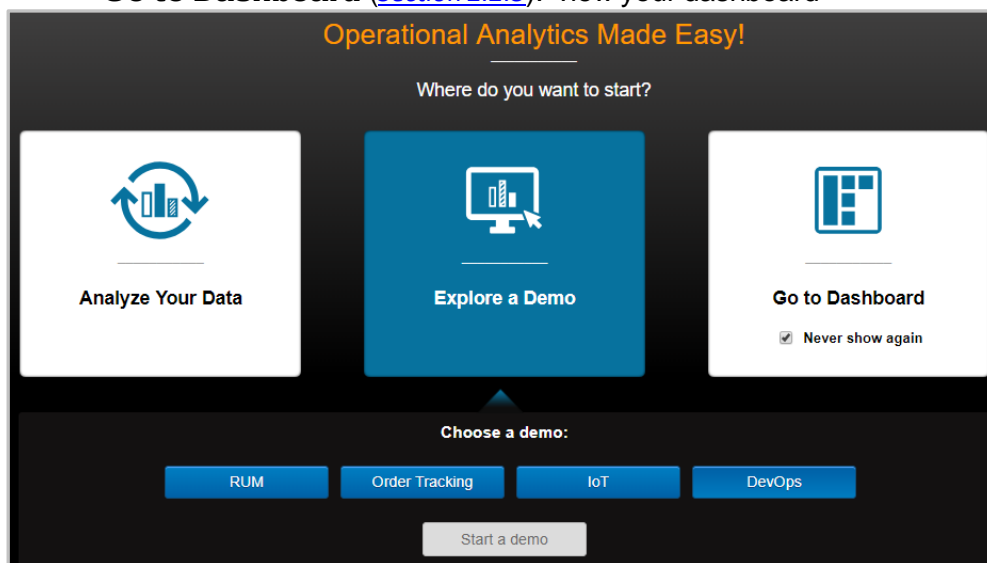 Operational Analytics Made Easy!
Where do you want to start?
Analyze Your Data
Explore a Demo
Go to Dashboard
Never show again
Choose a demo:
RUM
Order Tracking
IoT
DevOps
Start a demo